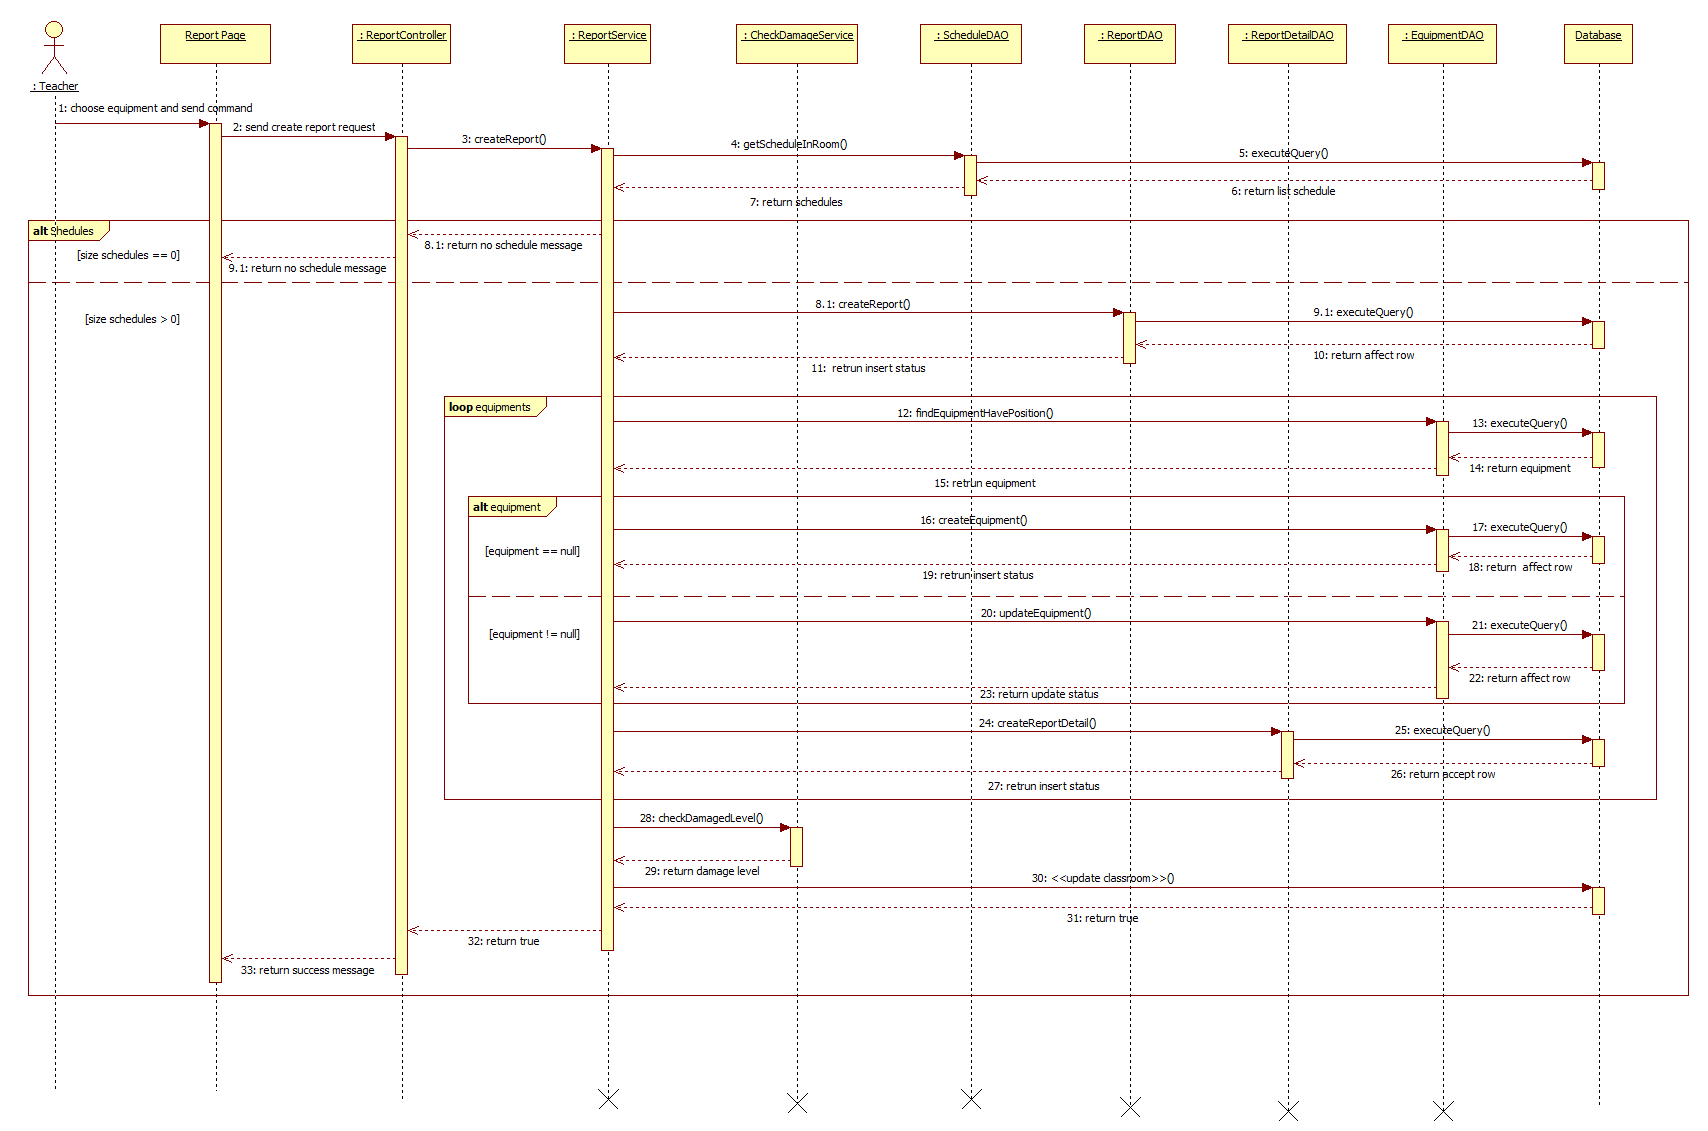 Report Page
: ReportController
: ReportService
: CheckDamageService
: ScheduleDAO
: ReportDAO
: ReportDetailDAO
: EquipmentDAO
Database
: Teacher
1: choose equipment and send command
2: send create report request
3: createReport()
4: getScheduleInRoom()
5: executeQuery()
6: return list schedule
7: return schedules
alt Shedules
8.1: return no schedule message
[size schedules == 0]
9.1: return no schedule message
8.1: createReport()
[size schedules > 0]
9.1: executeQuery()
10: return affect row
11: retrun insert status
loop equipments
12: findEquipmentHavePosition()
13: executeQuery()
14: return equipment
15: retrun equipment
alt equipment
16: createEquipment()
17: executeQuery()
[equipment == null]
18: return affect row
19: retrun insert status
20: updateEquipment()
21: executeQuery()
[equipment != null]
22: return affect row
23: return update status
24: createReportDetail()
25: executeQuery()
26: return accept row
27: retrun insert status
28: checkDamagedLevel()
29: return damage level
30: <<update classroom>>()
31: return true
32: return true
33: return success message